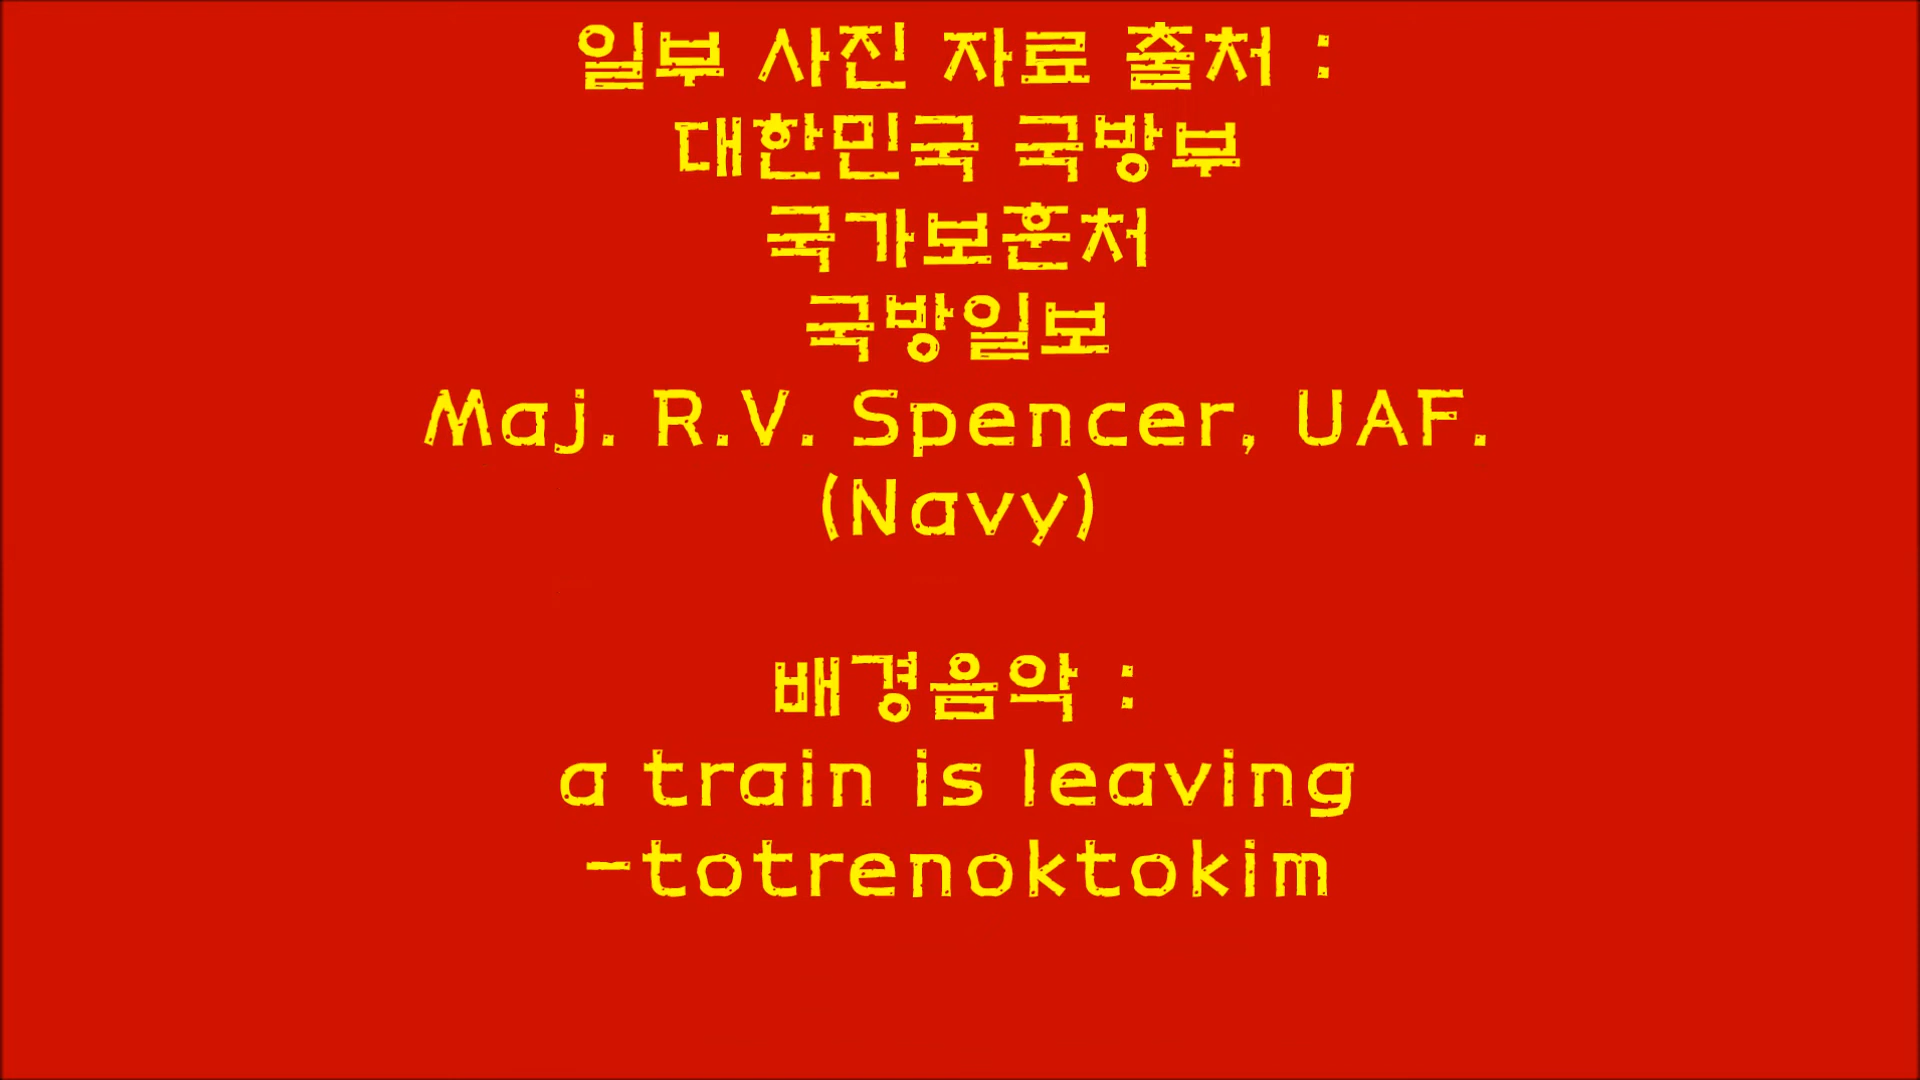 일부 사진 자료 출처 :
대한민국 국방부
국가보훈처
국방일보
Maj. R.V. Spencer, UAF.
(Navy)
배경음악 :
a train is leaving
-totrenoktokim